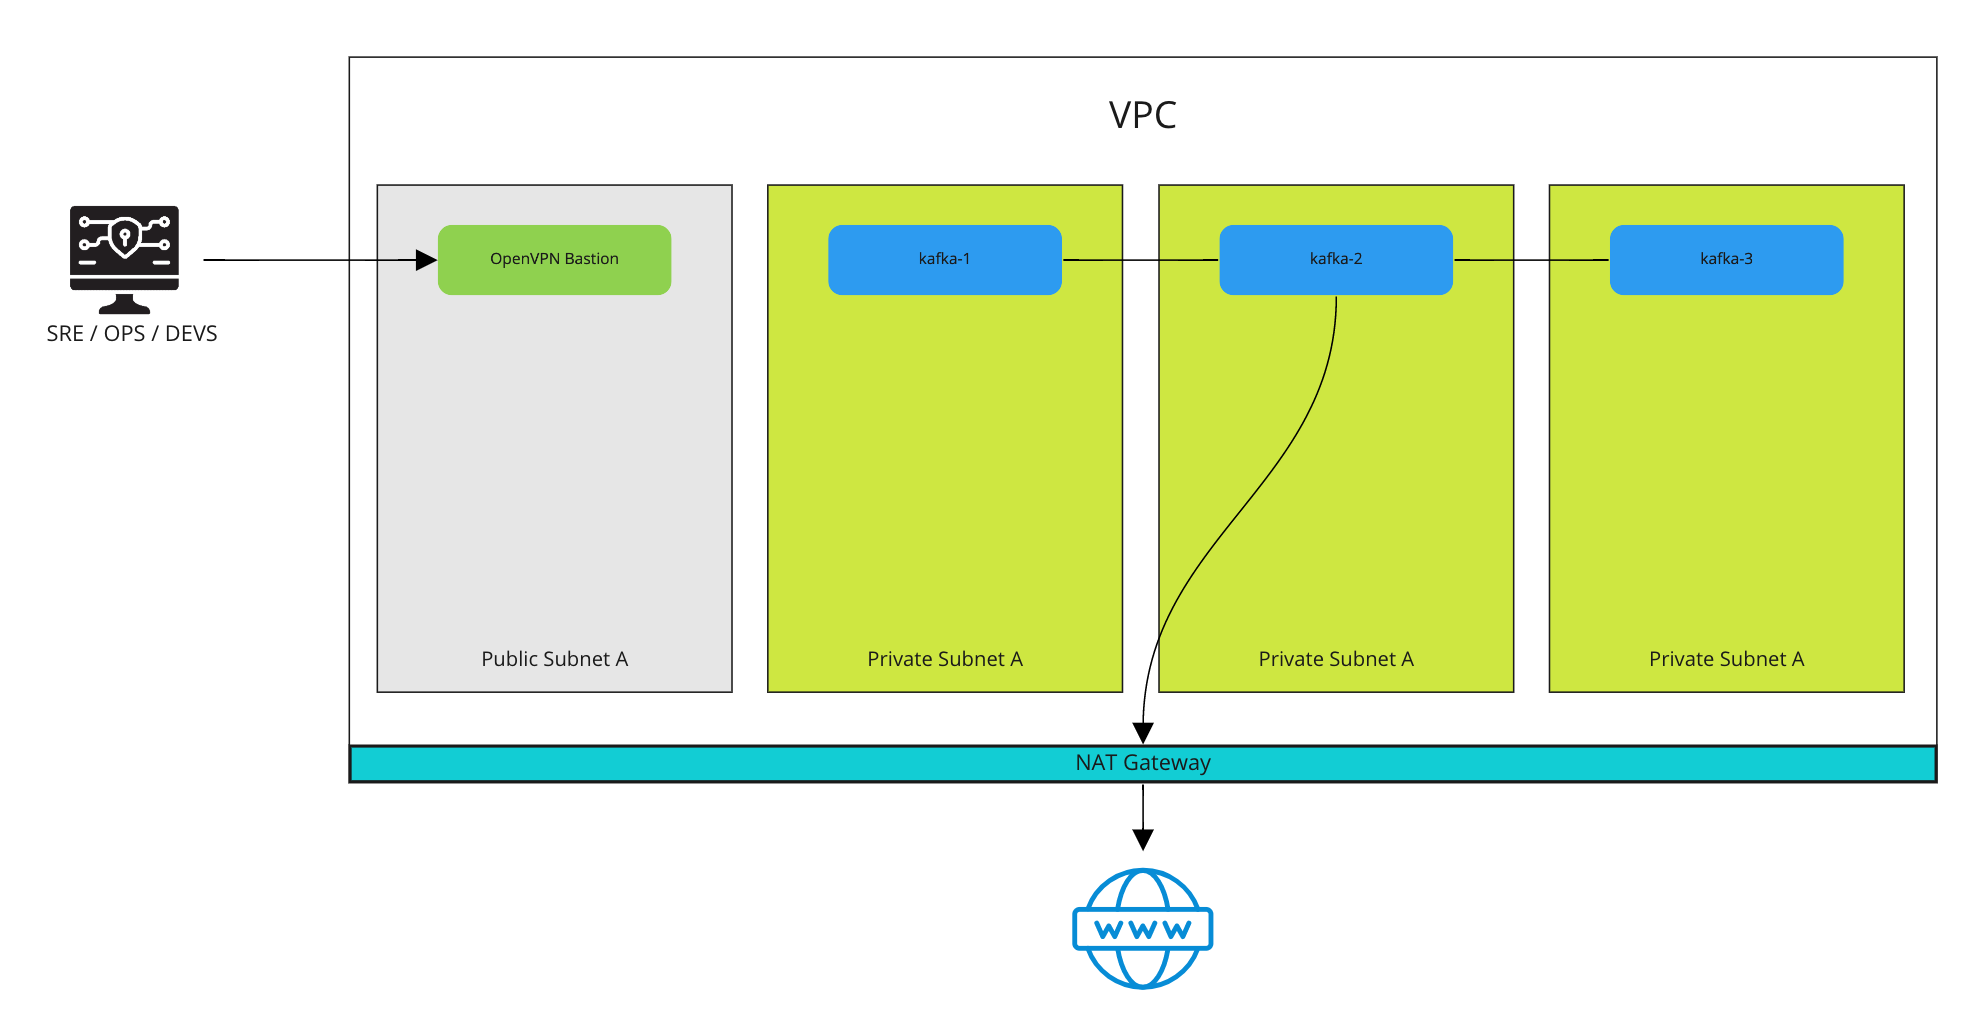 VPC
OpenVPN Bastion
kafka-1
kafka-2
kafka-3
SRE / OPS / DEVS
Public Subnet A
Private Subnet A
Private Subnet A
Private Subnet A
NAT Gateway
www